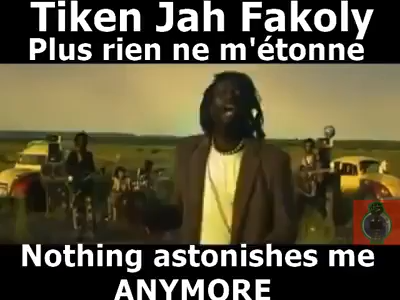 Tiken Jah Fakoly
Plus rien ne m'étonne
Nothing astonishes me
ANYMORE